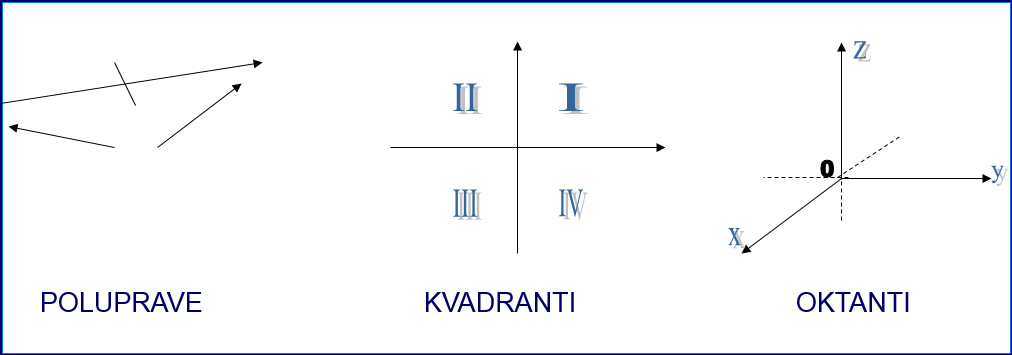 II I
III IV
z
0
y
x
POLUPRAVE
KVADRANTI
OKTANTI